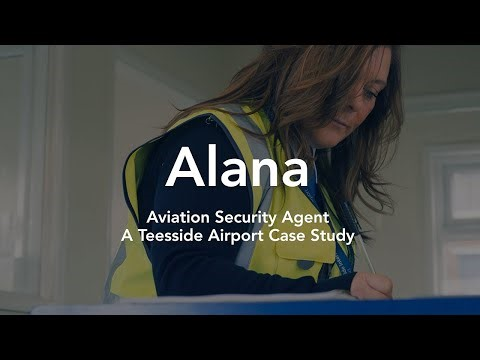 Alana
Aviation Security Agent
A Teesside Airport Case Study